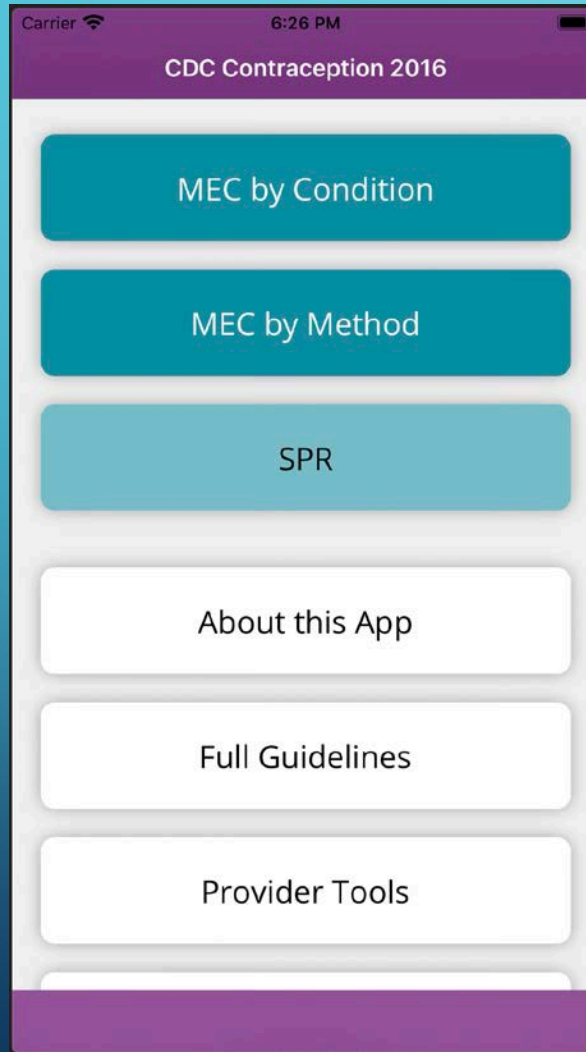 Carrier 6:26 PM
CDC Contraception 2016
MEC by Condition
MEC by Method
SPR
About this App
Full Guidelines
Provider Tools